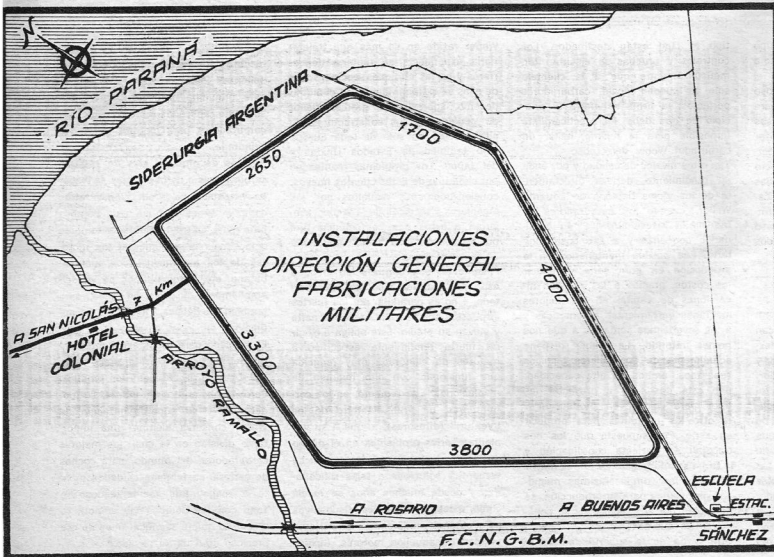 N
RÍO PARANÁ
SIDERURGIA ARGENTINA
2650
1700
INSTALACIONES
DIRECCIÓN GENERAL
FABRICACIONES
MILITARES
4000
7 Km
A SAN NICOLÁS
HOTEL
COLONIAL
3300
ARROYO RAMALLO
3800
ESCUELA
ESTAC.
A ROSARIO
A BUENOS AIRES
SÁNCHEZ
F.C.N.G.B.M.